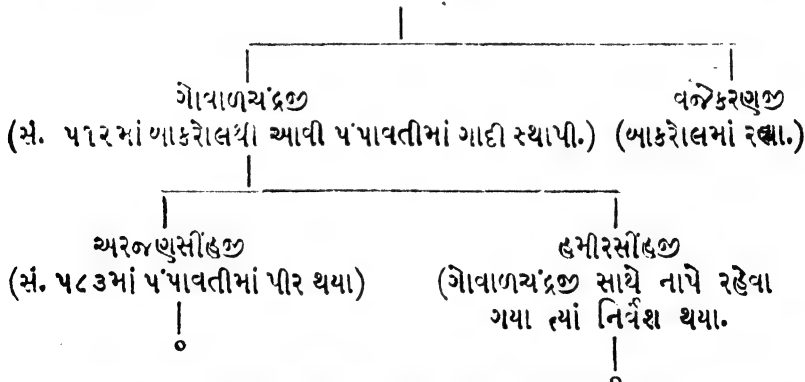 ગોવાળચંદ્રજી વજેકરણજી
(સં. ૫૧૨માં બાકરોલથી આવી પંપાવતીમાં ગાદી સ્થાપી.) (બાકરોલમાં રહ્યા.)
અરજણસીંહજી હમીરસીંહજી
(સં. ૫૮૩માં પંપાવતીમાં પીર થયા) (ગોવાળચંદ્રજી સાથે નાપે રહેવા
ગયા ત્યાં નિર્વંશ થયા.